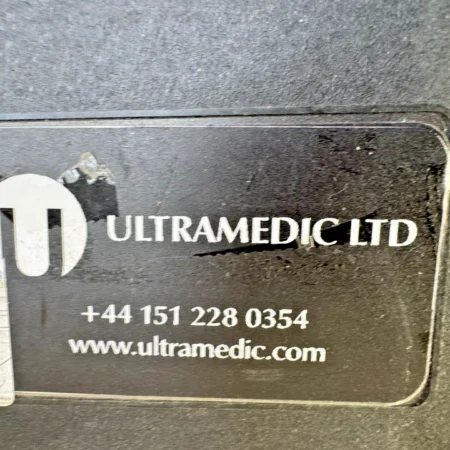 ULTRAMEDIC LTD
+44 151 228 0354
www.ultramedic.com